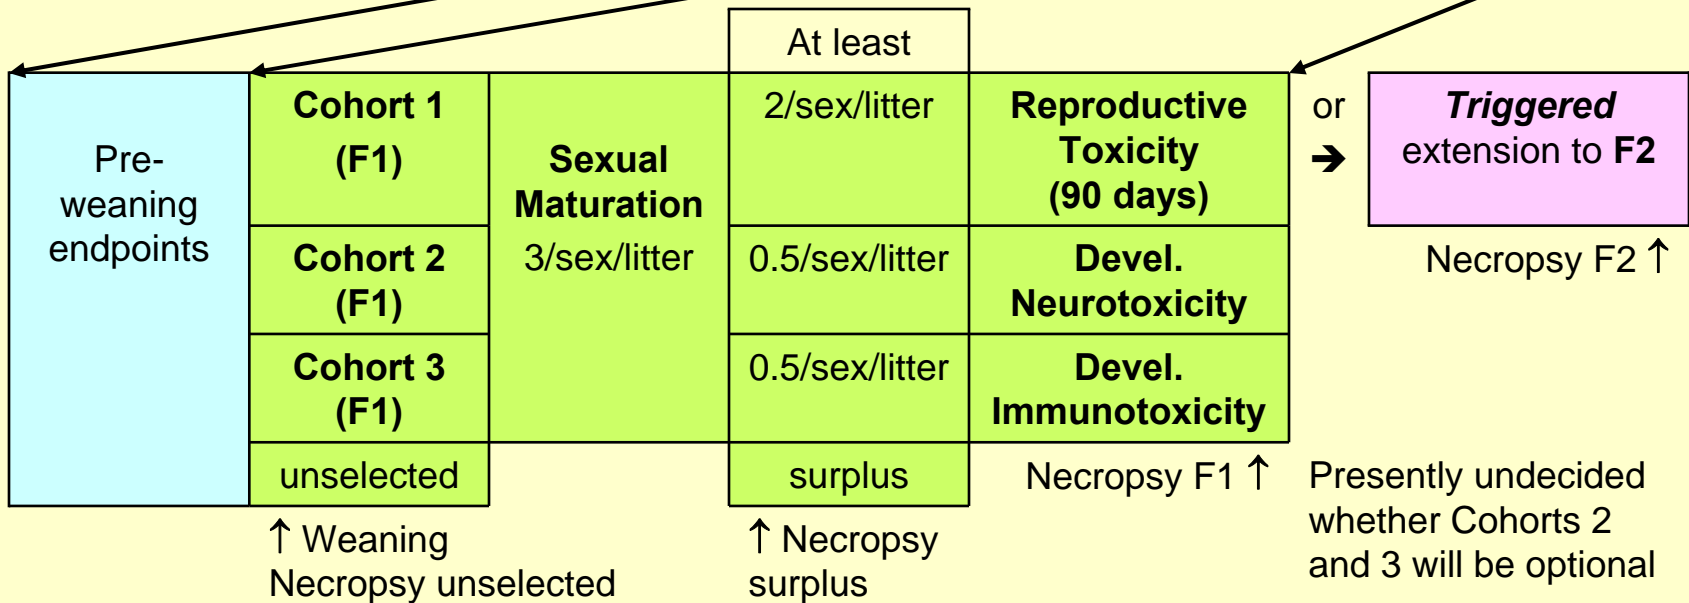 At least
Pre-
weaning
endpoints
Cohort 1
(F1)
Cohort 2
(F1)
Cohort 3
(F1)
unselected
Sexual
Maturation
3/sex/litter
2/sex/litter
0.5/sex/litter
0.5/sex/litter
surplus
Reproductive
Toxicity
(90 days)
Devel.
Neurotoxicity
Devel.
Immunotoxicity
Necropsy F1 ↑
or
➔
Triggered
extension to F2
Necropsy F2 ↑
Presently undecided
whether Cohorts 2
and 3 will be optional
↑ Weaning
Necropsy unselected
↑ Necropsy
surplus